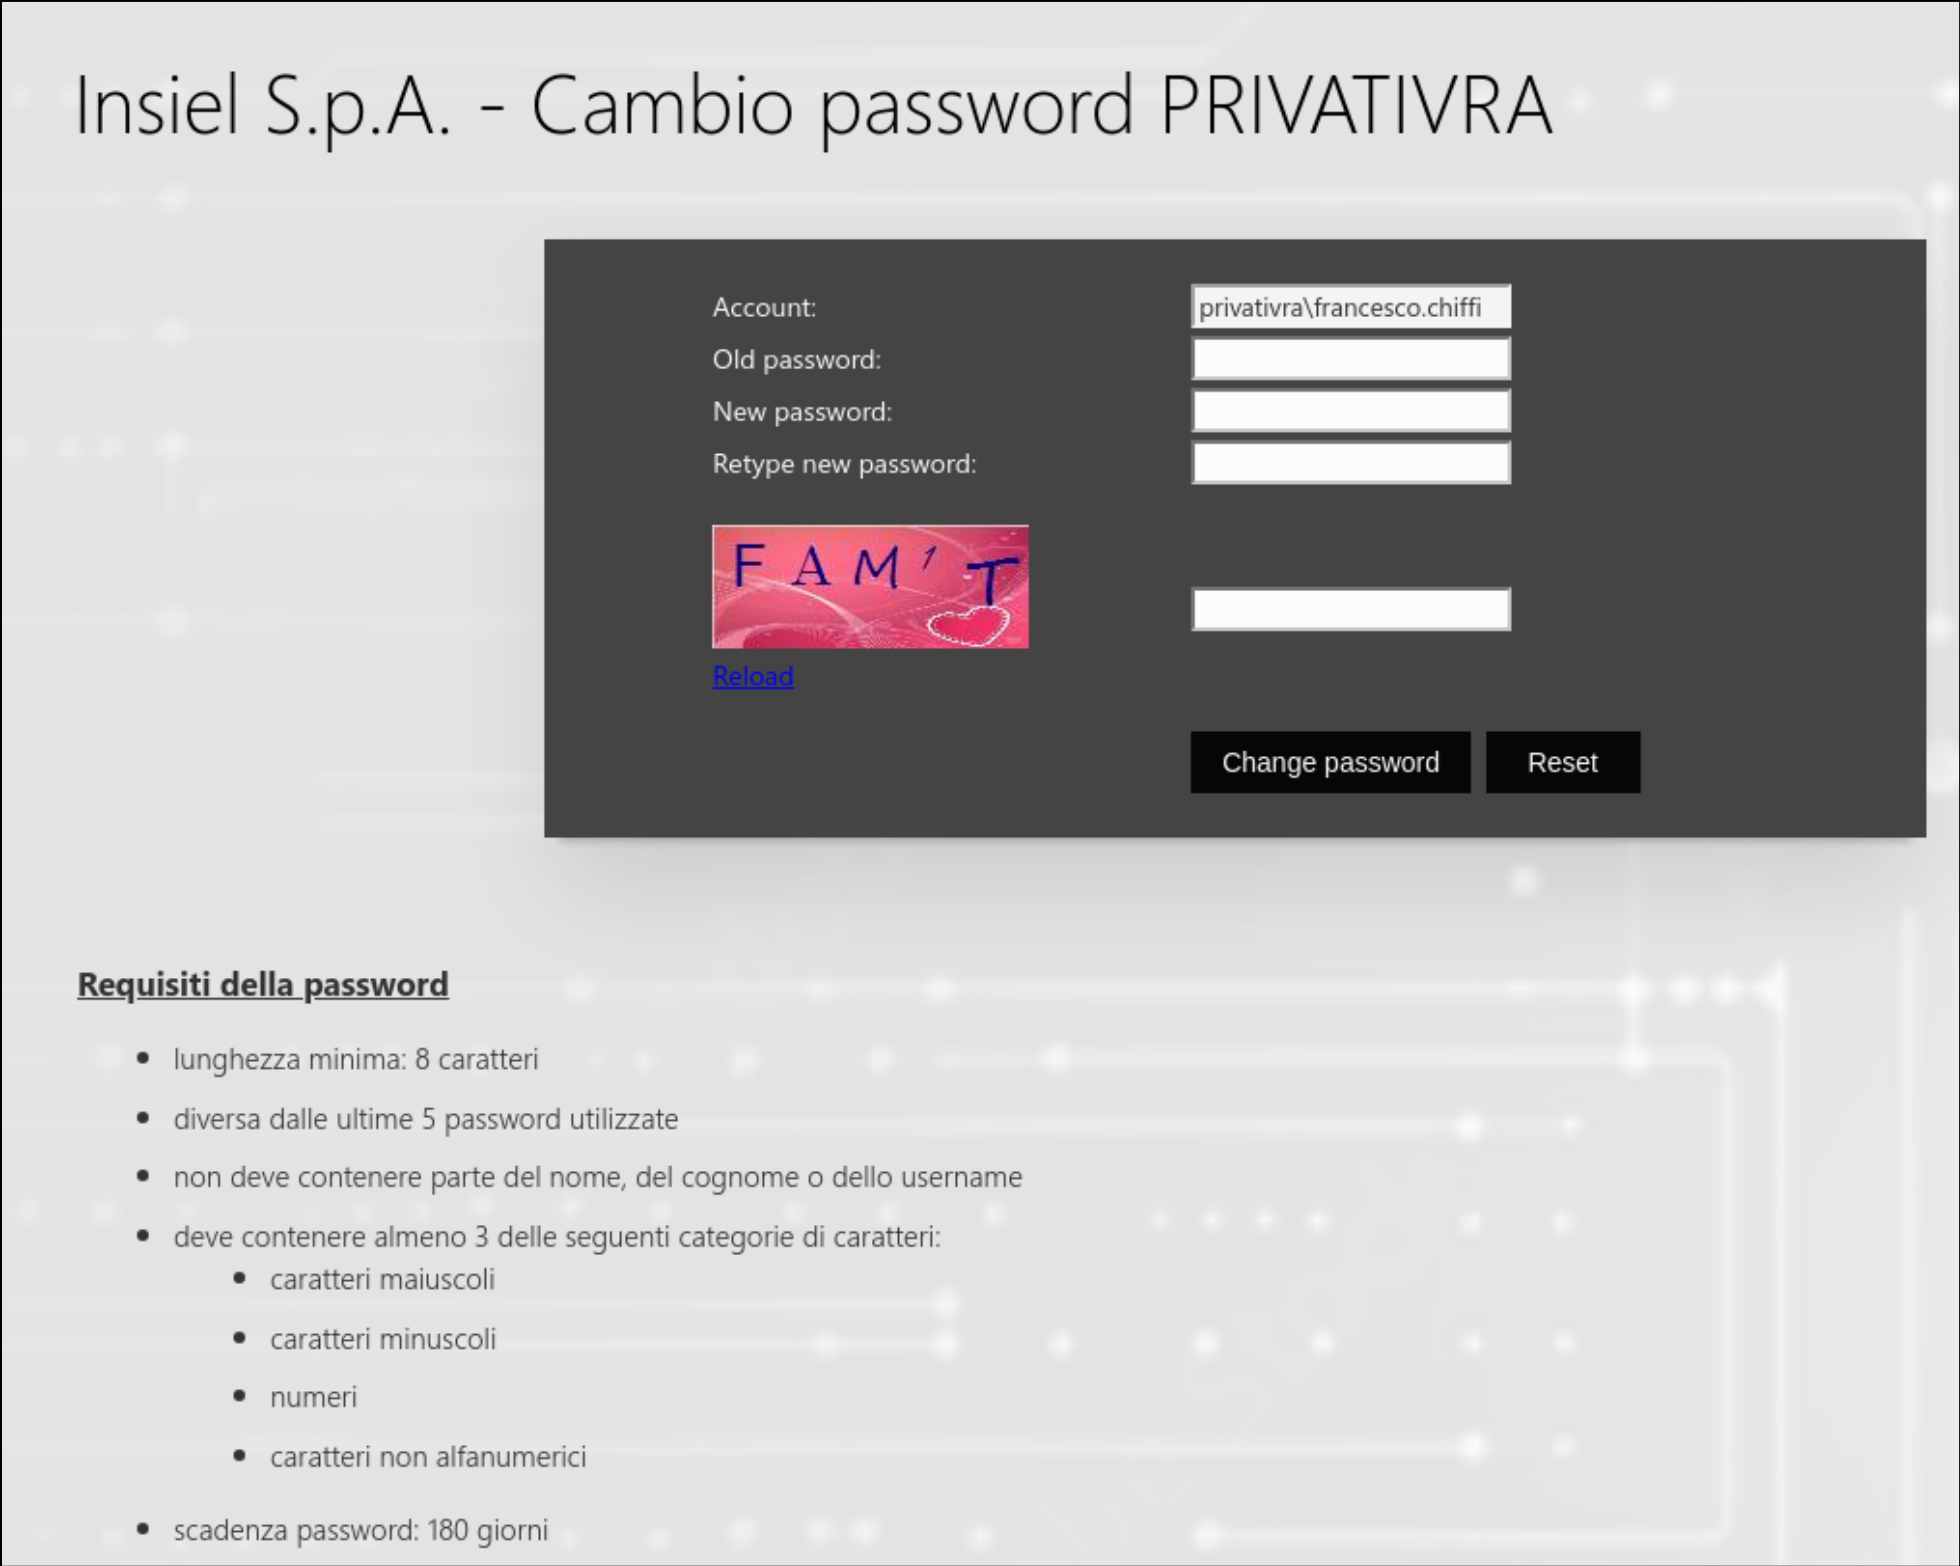 Insiel S.p.A. - Cambio password PRIVATIVRA
Account: privativra\francesco.chiffi
Old password:
New password:
Retype new password:
Reload
Change password Reset
Requisiti della password
• lunghezza minima: 8 caratteri
• diversa dalle ultime 5 password utilizzate
• non deve contenere parte del nome, del cognome o dello username
• deve contenere almeno 3 delle seguenti categorie di caratteri:
• caratteri maiuscoli
• caratteri minuscoli
• numeri
• caratteri non alfanumerici
• scadenza password: 180 giorni